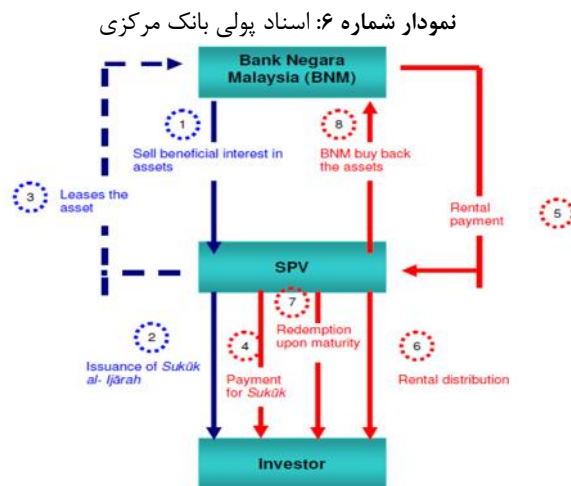 نمودار شماره ۶: اسناد پولی بانک مرکزی
Bank Negara
Malaysia (BNM)
1
Sell beneficial interest in
assets
8
BNM buy back
the assets
3
Leases the
asset
Rental
payment
5
SPV
2
Issuance of Sukūk
al- Ijārah
4
Payment
for Sukūk
7
Redemption
upon maturity
6
Rental distribution
Investor